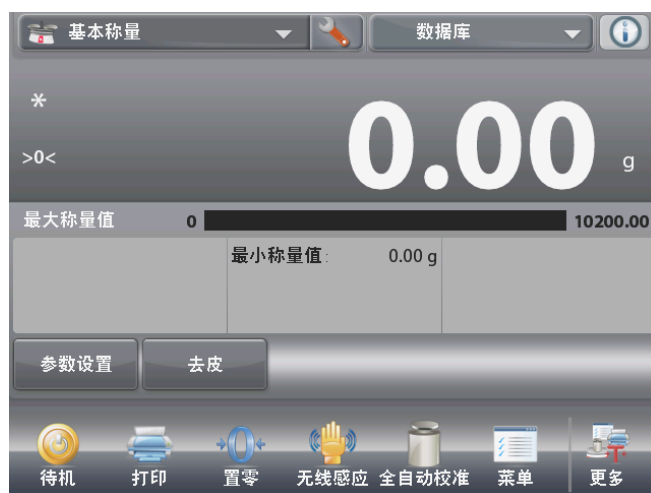 基本称量 数据库
*
>0< 0.00 g
最大称量值 0 10200.00
最小称量值: 0.00 g
参数设置 去皮
待机 打印 置零 无线感应 全自动校准 菜单 更多